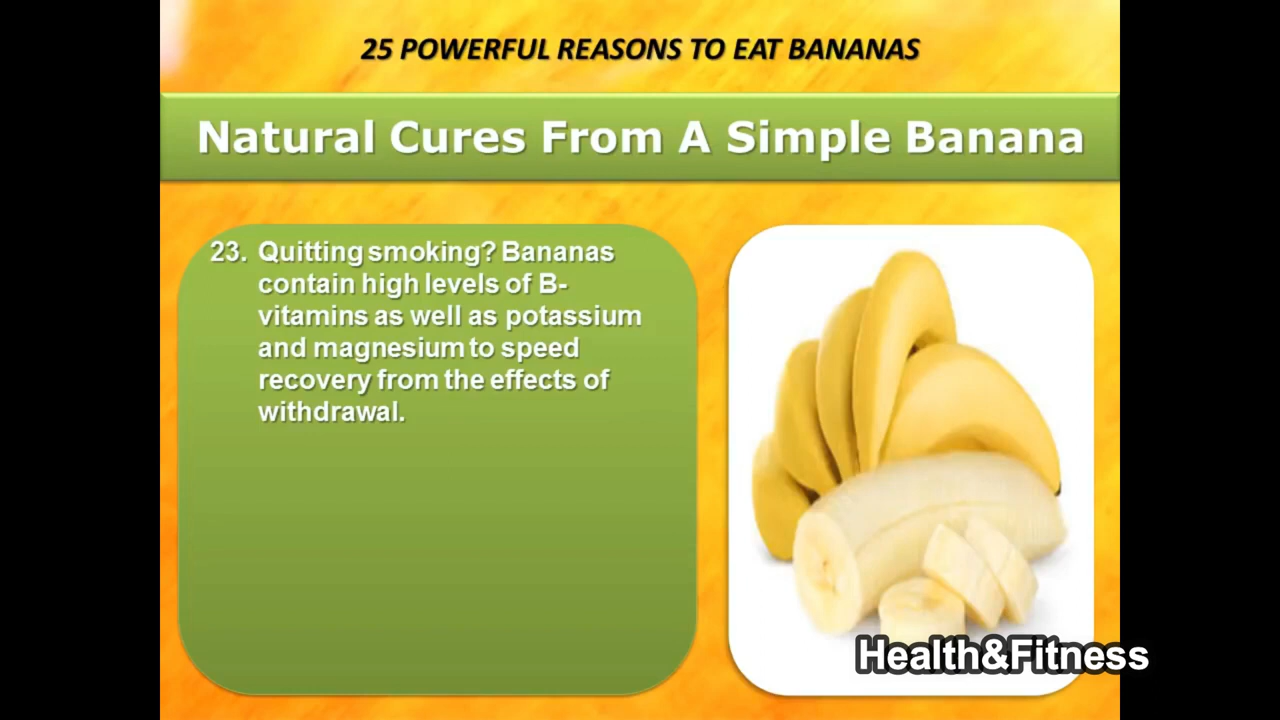 25 POWERFUL REASONS TO EAT BANANAS
Natural Cures From A Simple Banana
23. Quitting smoking? Bananas
contain high levels of B-
vitamins as well as potassium
and magnesium to speed
recovery from the effects of
withdrawal.
Health&Fitness